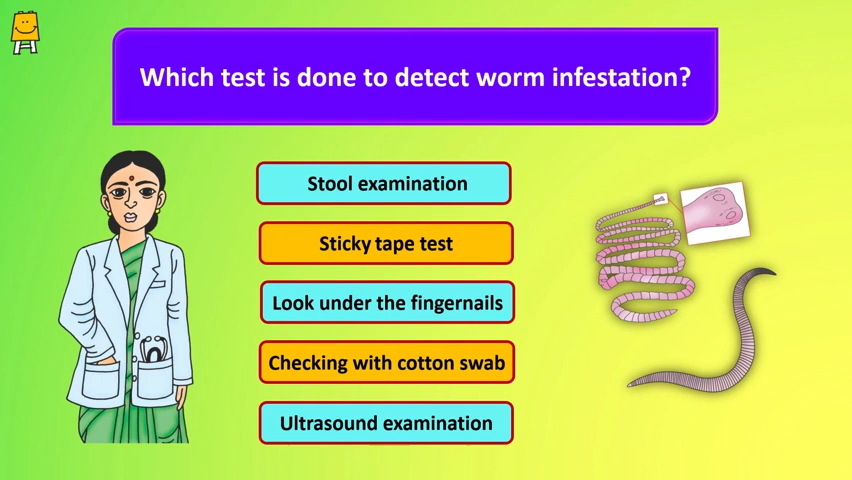 Which test is done to detect worm infestation?
Stool examination
Sticky tape test
Look under the fingernails
Checking with cotton swab
Ultrasound examination